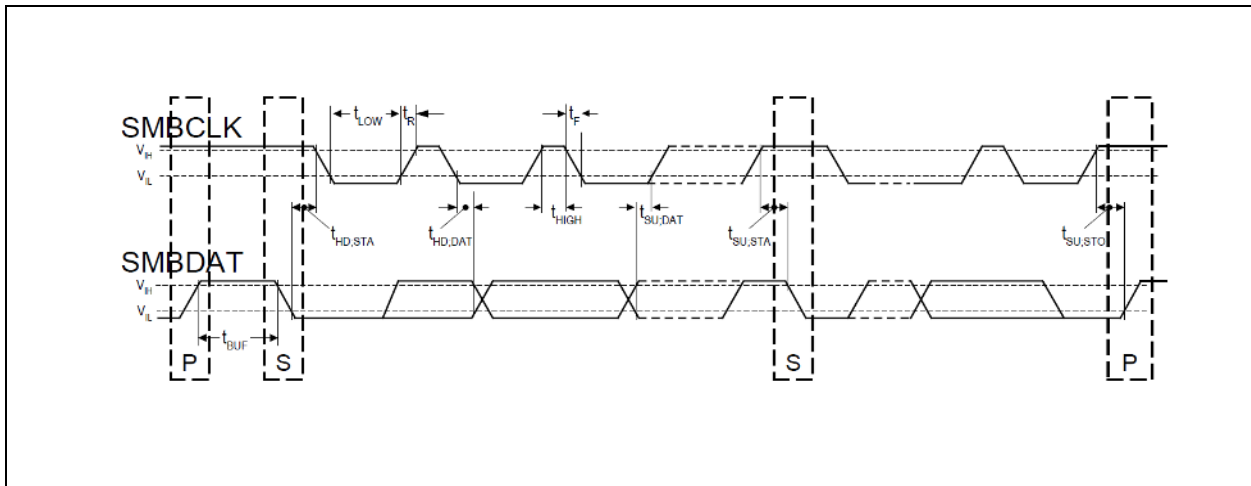 tLOW tR tF
SMBCLK
VIH
VIL
tHD,STA tHD,DAT tHIGH tSU;DAT tSU,STA tSU,STO
SMBDAT
VIH
VIL
tBUF
P S S P